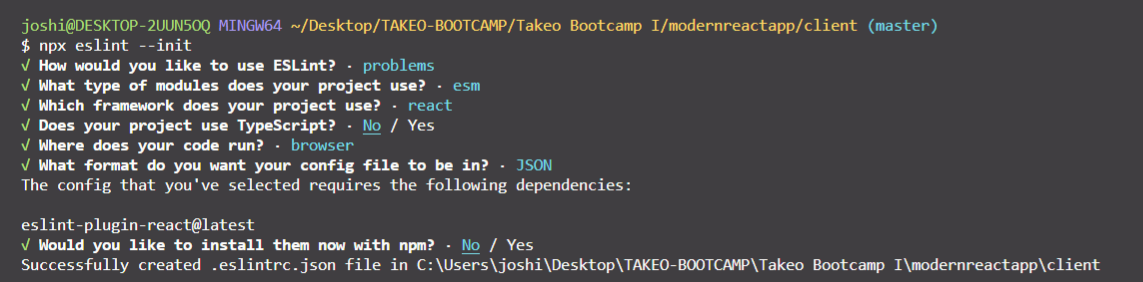 joshi@DESKTOP-2UUN5OQ MINGW64 ~/Desktop/TAKEO-BOOTCAMP/Takeo Bootcamp I/modernreactapp/client (master)
$ npx eslint --init
√ How would you like to use ESLint? · problems
√ What type of modules does your project use? · esm
√ Which framework does your project use? · react
√ Does your project use TypeScript? · No / Yes
√ Where does your code run? · browser
√ What format do you want your config file to be in? · JSON
The config that you've selected requires the following dependencies:
eslint-plugin-react@latest
√ Would you like to install them now with npm? · No / Yes
Successfully created .eslintrc.json file in C:\Users\joshi\Desktop\TAKEO-BOOTCAMP\Takeo Bootcamp I\modernreactapp\client